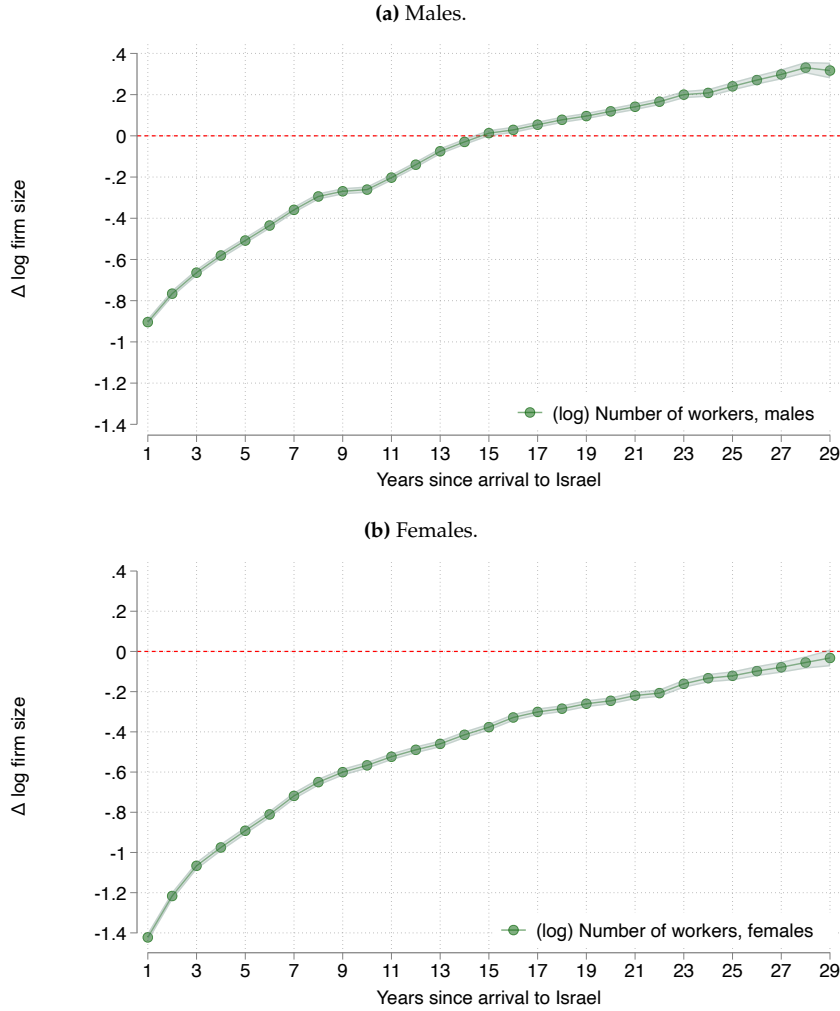 (a) Males.
.4
.2
0
-.2
-.4
-.6
-.8
-1
-1.2
-1.4
Δ log firm size
(log) Number of workers, males
1 3 5 7 9 11 13 15 17 19 21 23 25 27 29
Years since arrival to Israel
(b) Females.
.4
.2
0
-.2
-.4
-.6
-.8
-1
-1.2
-1.4
Δ log firm size
(log) Number of workers, females
1 3 5 7 9 11 13 15 17 19 21 23 25 27 29
Years since arrival to Israel